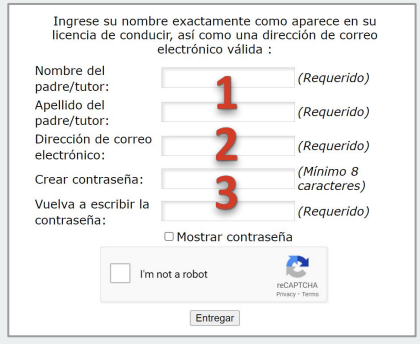 Ingrese su nombre exactamente como aparece en su
licencia de conducir, así como una dirección de correo
electrónico válida :
Nombre del
padre/tutor:
(Requerido)
1
Apellido del
padre/tutor:
(Requerido)
Dirección de correo
electrónico:
(Requerido)
2
Crear contraseña:
(Mínimo 8
caracteres)
3
Vuelva a escribir la
contraseña:
(Requerido)
Mostrar contraseña
I'm not a robot
reCAPTCHA
Privacy - Terms
Entregar